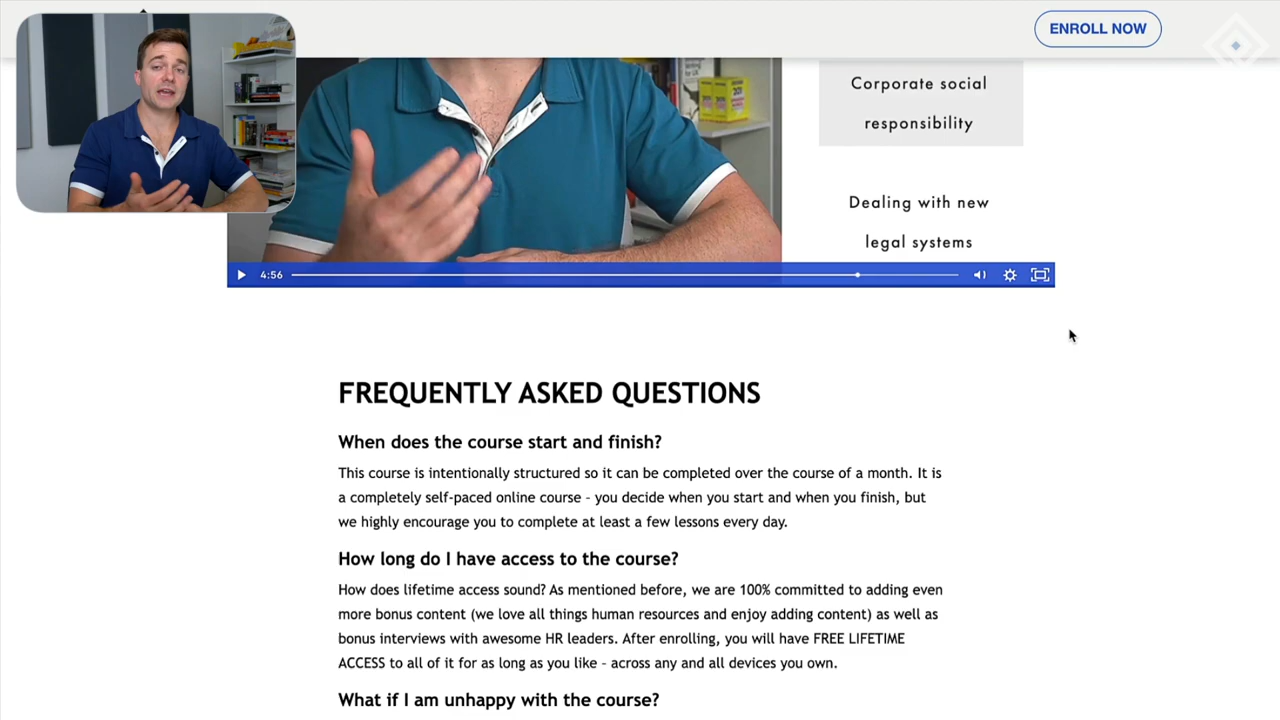 ENROLL NOW
Corporate social
responsibility
Dealing with new
legal systems
4:56
FREQUENTLY ASKED QUESTIONS
When does the course start and finish?
This course is intentionally structured so it can be completed over the course of a month. It is
a completely self-paced online course - you decide when you start and when you finish, but
we highly encourage you to complete at least a few lessons every day.
How long do I have access to the course?
How does lifetime access sound? As mentioned before, we are 100% committed to adding even
more bonus content (we love all things human resources and enjoy adding content) as well as
bonus interviews with awesome HR leaders. After enrolling, you will have FREE LIFETIME
ACCESS to all of it for as long as you like - across any and all devices you own.
What if I am unhappy with the course?